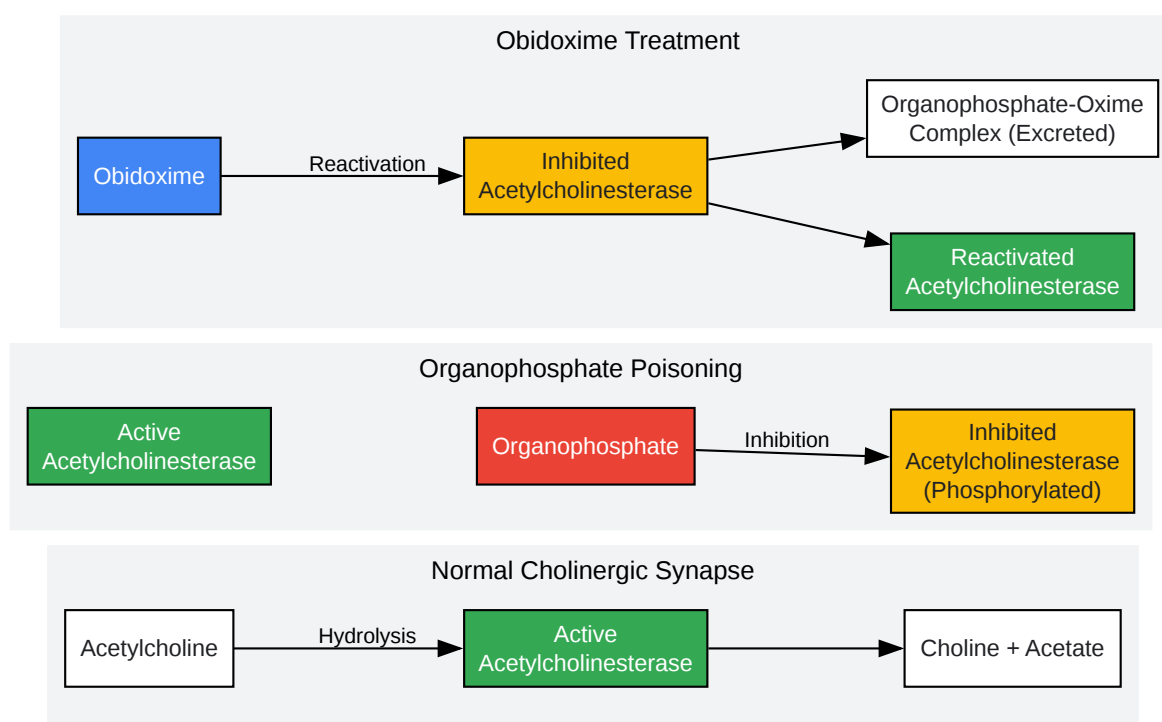 Obidoxime Treatment
Organophosphate-Oxime
Complex (Excreted)
Obidoxime
Reactivation
Inhibited
Acetylcholinesterase
Reactivated
Acetylcholinesterase
Organophosphate Poisoning
Active
Acetylcholinesterase
Organophosphate
Inhibition
Inhibited
Acetylcholinesterase
(Phosphorylated)
Normal Cholinergic Synapse
Acetylcholine
Hydrolysis
Active
Acetylcholinesterase
Choline + Acetate